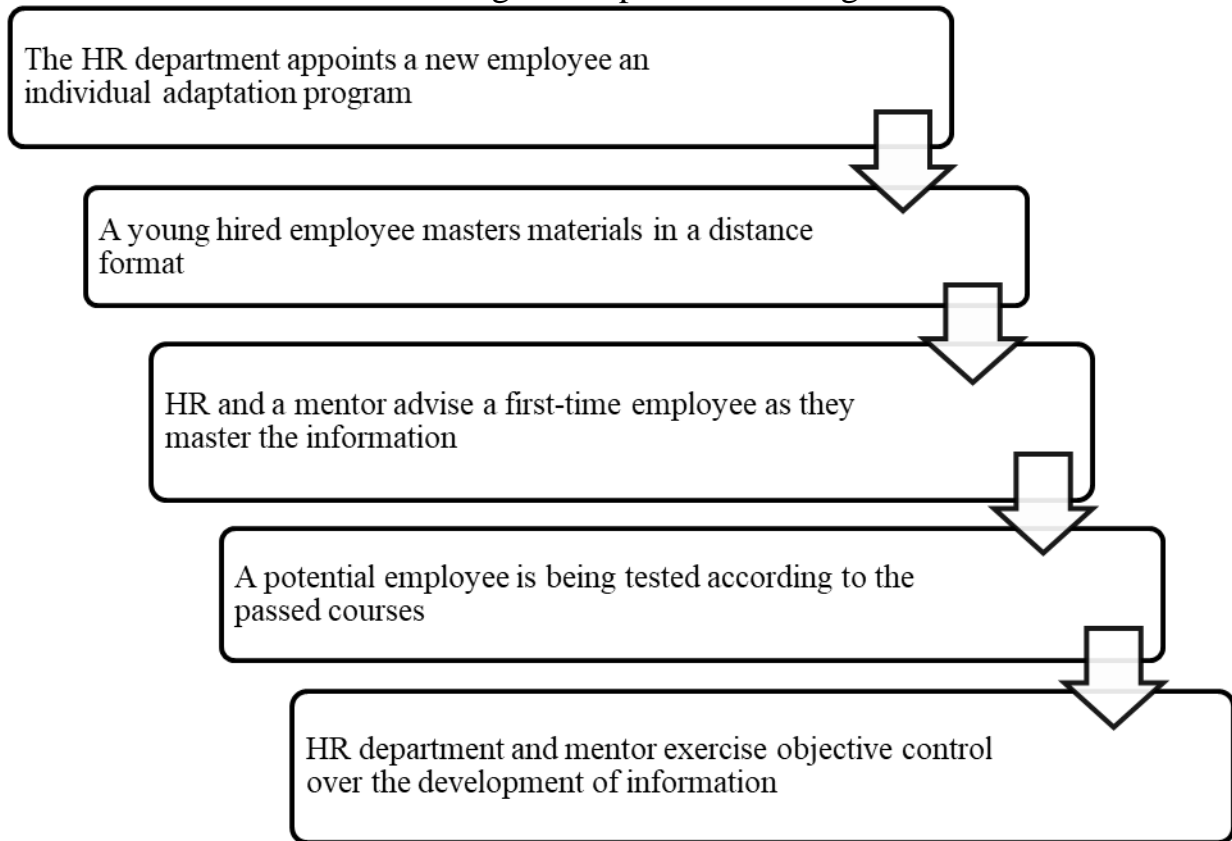 The HR department appoints a new employee an
individual adaptation program
A young hired employee masters materials in a distance
format
HR and a mentor advise a first-time employee as they
master the information
A potential employee is being tested according to the
passed courses
HR department and mentor exercise objective control
over the development of information